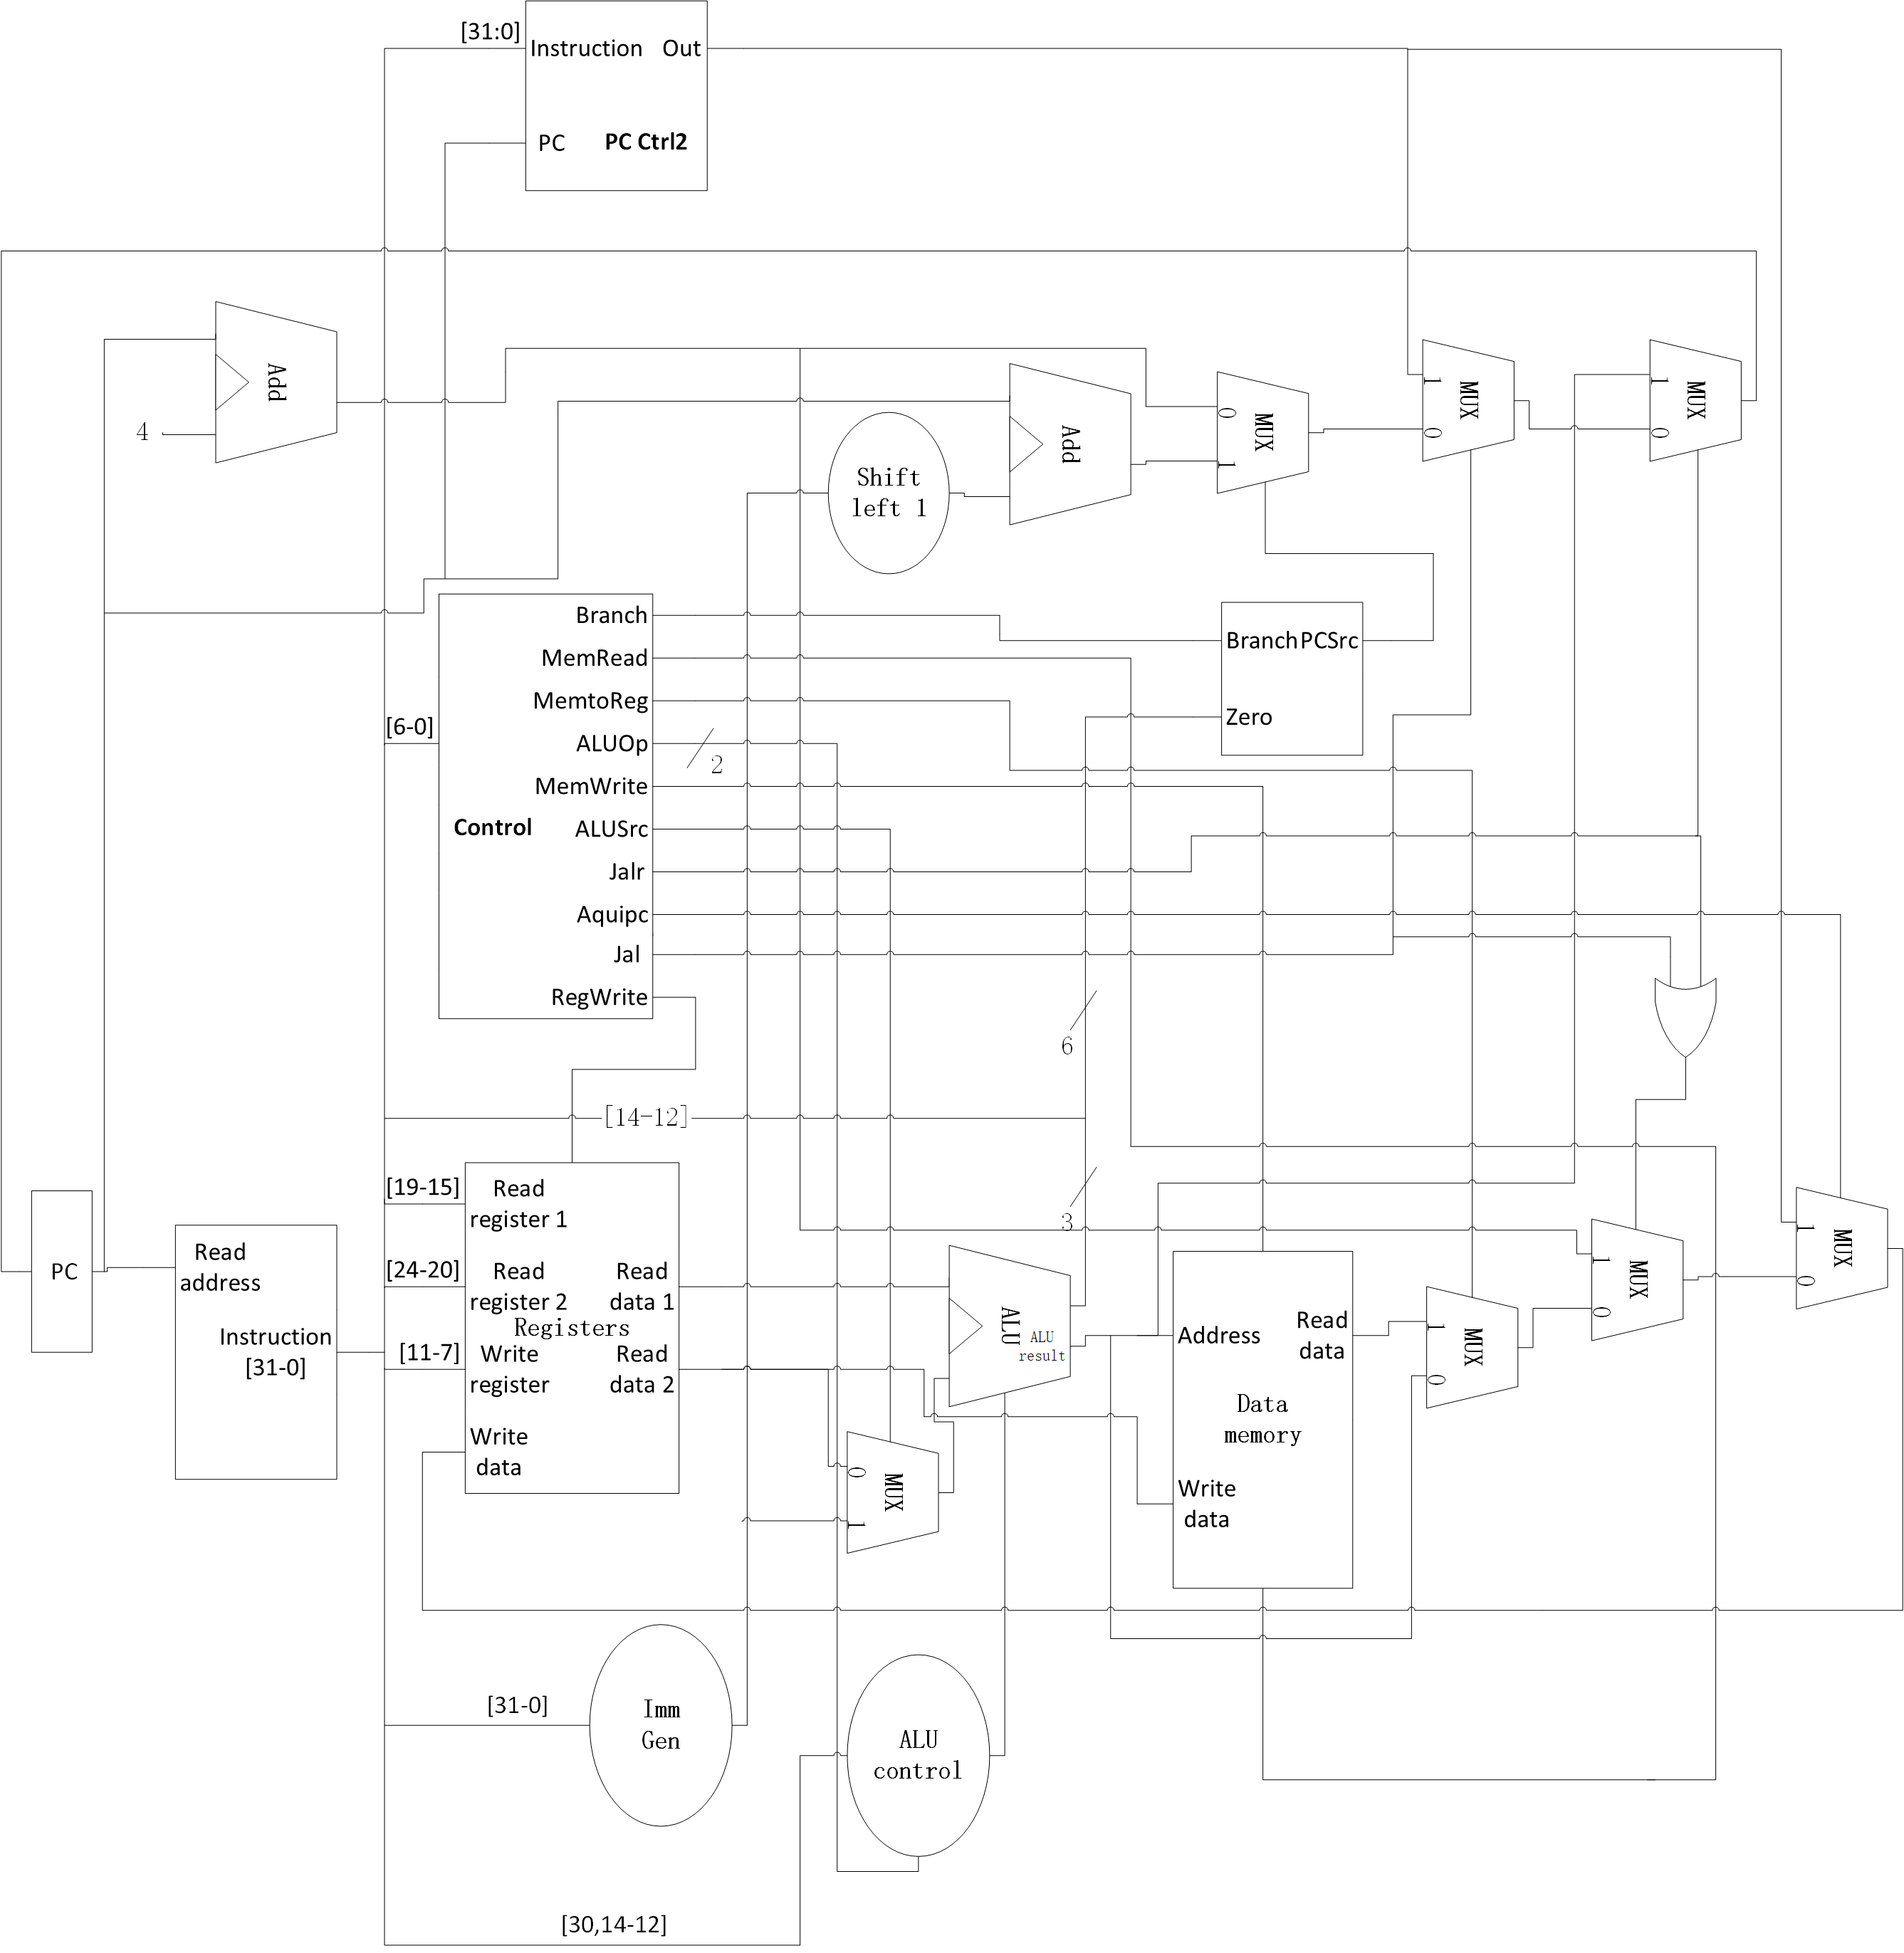 [31:0]
Instruction Out
PC PC Ctrl2
Add
4
Add
Shift
left 1
0
MUX
1
1
MUX
0
1
MUX
0
Branch
MemRead
MemtoReg
ALUOp
MemWrite
Control
ALUSrc
Jalr
Aquipc
Jal
RegWrite
[6-0]
2
Branch PCSrc
Zero
6
[14-12]
3
PC
Read
address
Instruction
[31-0]
[19-15]
[24-20]
[11-7]
Read
register 1
Read
register 2
Registers
Write
register
Write
data
Read
data 1
Read
data 2
ALU
ALU
result
0
MUX
1
Address
Read
data
Data
memory
Write
data
1
MUX
0
1
MUX
0
1
MUX
0
[31-0]
Imm
Gen
ALU
control
[30,14-12]